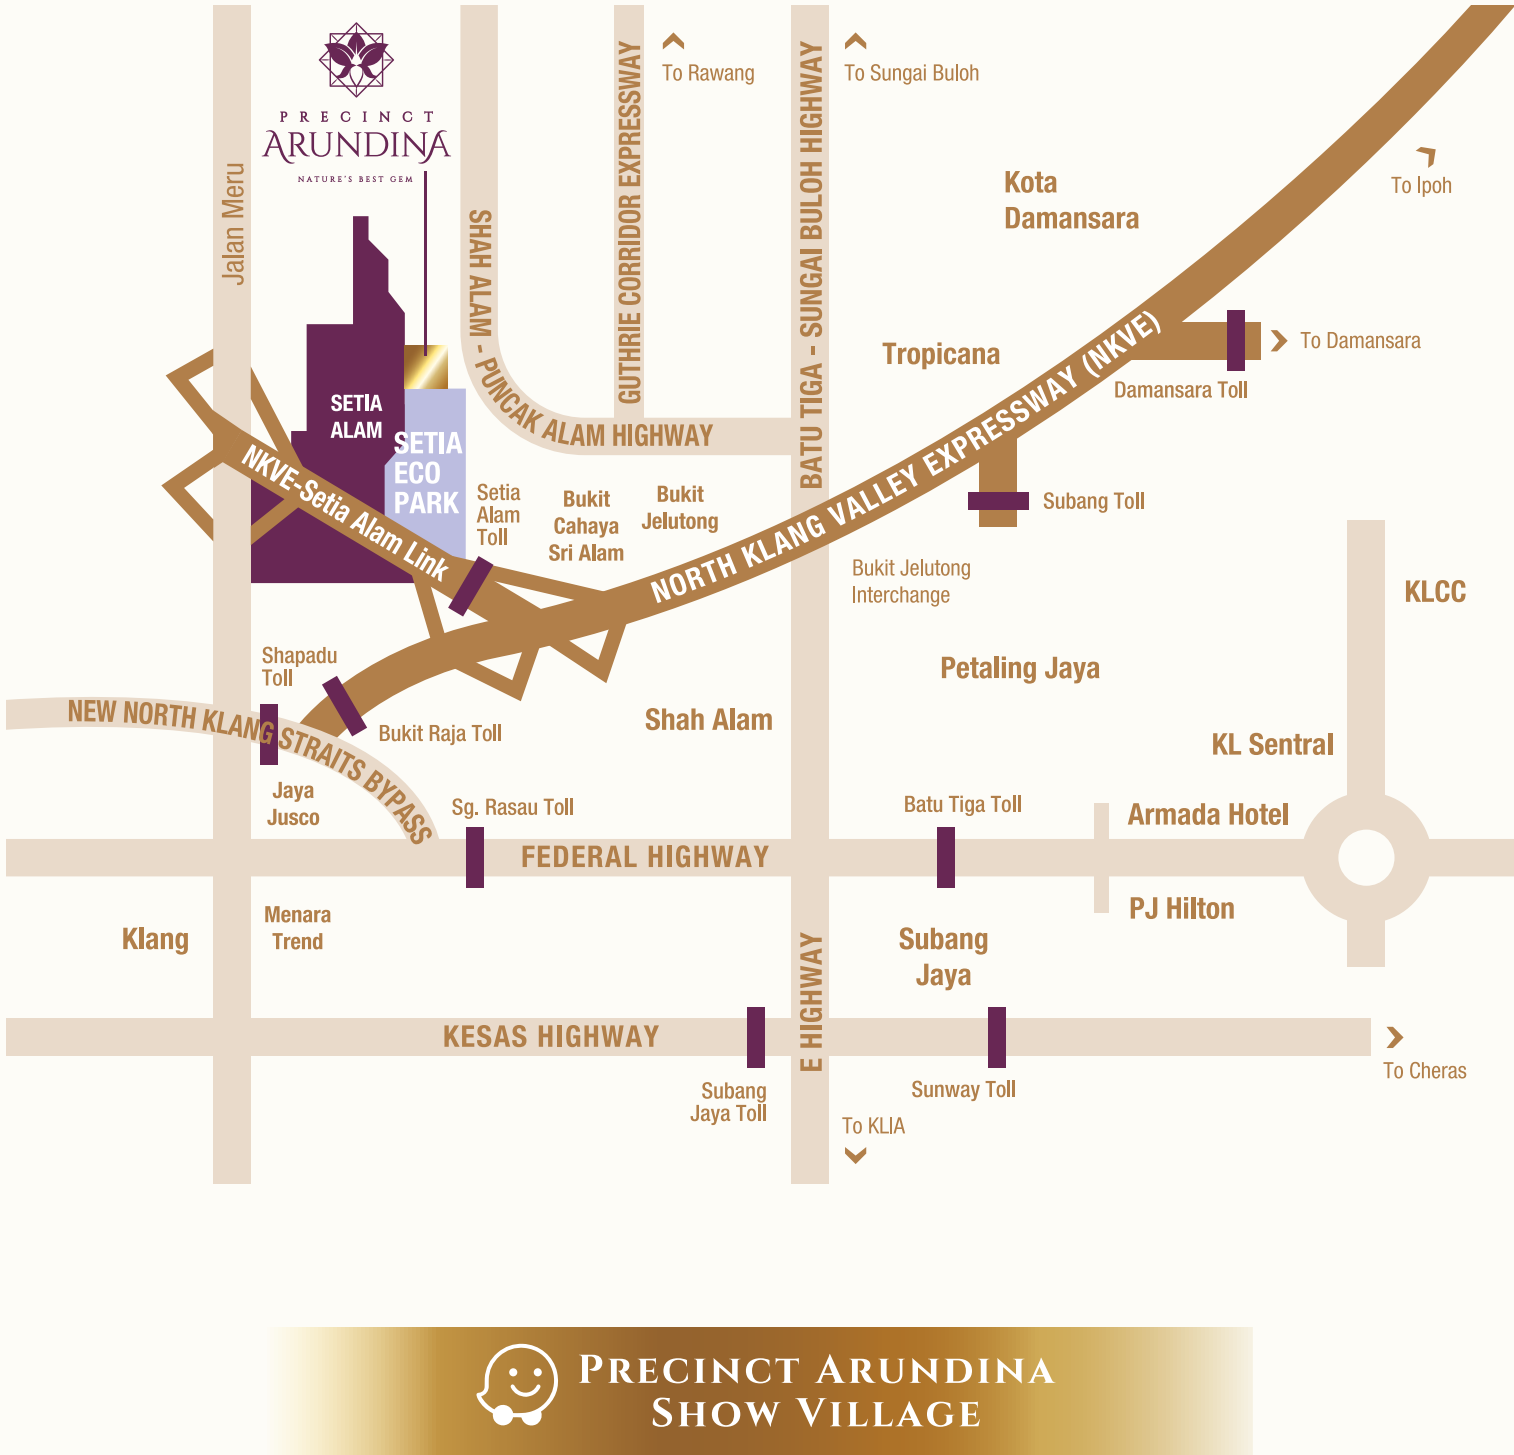 PRECINCT
ARUNDINA
NATURE'S BEST GEM
Jalan Meru
SHAH ALAM - PUNCAK ALAM HIGHWAY
GUTHRIE CORRIDOR EXPRESSWAY
To Rawang
BATU TIGA - SUNGAI BULOH HIGHWAY
To Sungai Buloh
Kota
Damansara
To Ipoh
Tropicana
To Damansara
Damansara Toll
SETIA
ALAM
SETIA
ECO
PARK
NKVE-Setia Alam Link
Setia
Alam
Toll
Bukit
Cahaya
Sri Alam
Bukit
Jelutong
NORTH KLANG VALLEY EXPRESSWAY (NKVE)
Subang Toll
Bukit Jelutong
Interchange
KLCC
Shapadu
Toll
Petaling Jaya
NEW NORTH KLANG STRAITS BYPASS
Bukit Raja Toll
Shah Alam
KL Sentral
Jaya
Jusco
Sg. Rasau Toll
Batu Tiga Toll
Armada Hotel
FEDERAL HIGHWAY
Klang
Menara
Trend
PJ Hilton
Subang
Jaya
E HIGHWAY
KESAS HIGHWAY
To Cheras
Subang
Jaya Toll
Sunway Toll
To KLIA
PRECINCT ARUNDINA
SHOW VILLAGE